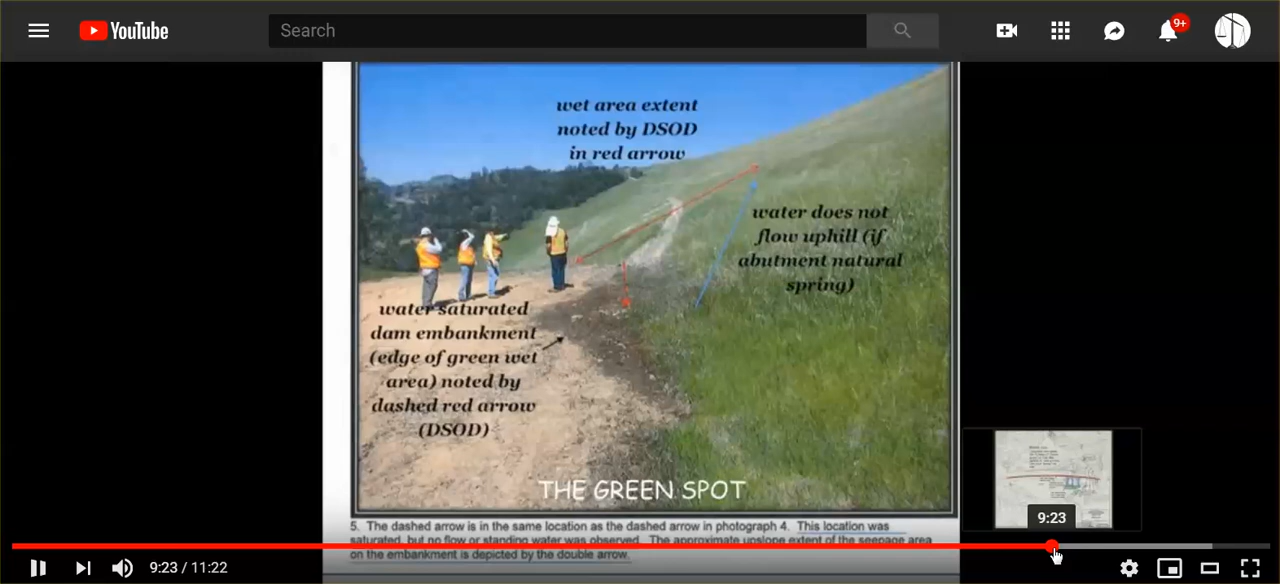 YouTube
Search
9+
wet area extent
noted by DSOD
in red arrow
water does not
flow uphill (if
abutment natural
spring)
water saturated
dam embankment
(edge of green wet
area) noted by
dashed red arrow
(DSOD)
THE GREEN SPOT
5. The dashed arrow is in the same location as the dashed arrow in photograph 4. This location was
saturated, but no flow or standing water was observed. The approximate upslope extent of the seepage area
on the embankment is depicted by the double arrow.
9:23
9:23 / 11:22